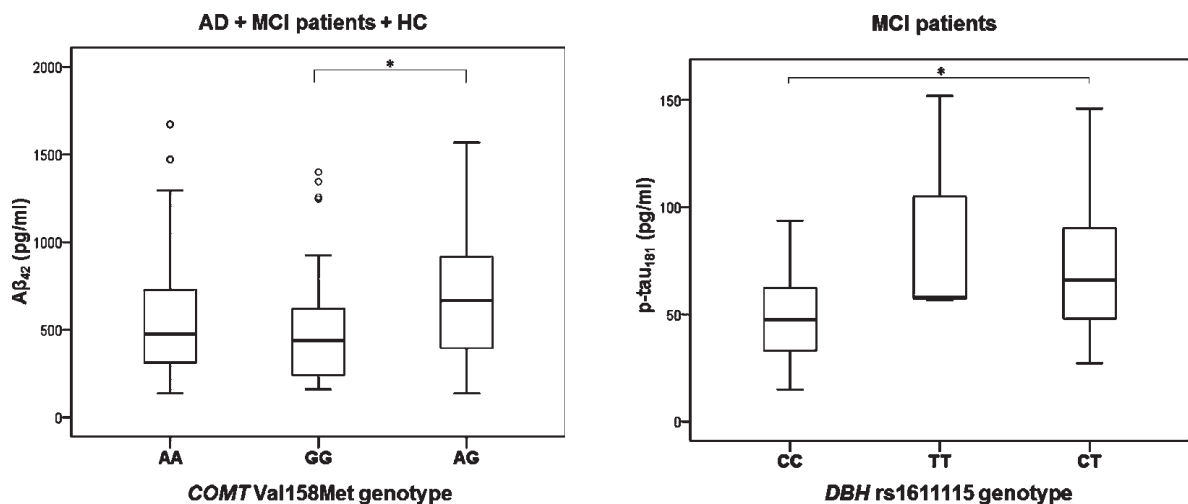 AD + MCI patients + HC
*
2000
1500
1000
500
0
Aβ42 (pg/ml)
AA GG AG
COMT Val158Met genotype
MCI patients
*
150
100
50
0
p-tau181 (pg/ml)
CC TT CT
DBH rs1611115 genotype